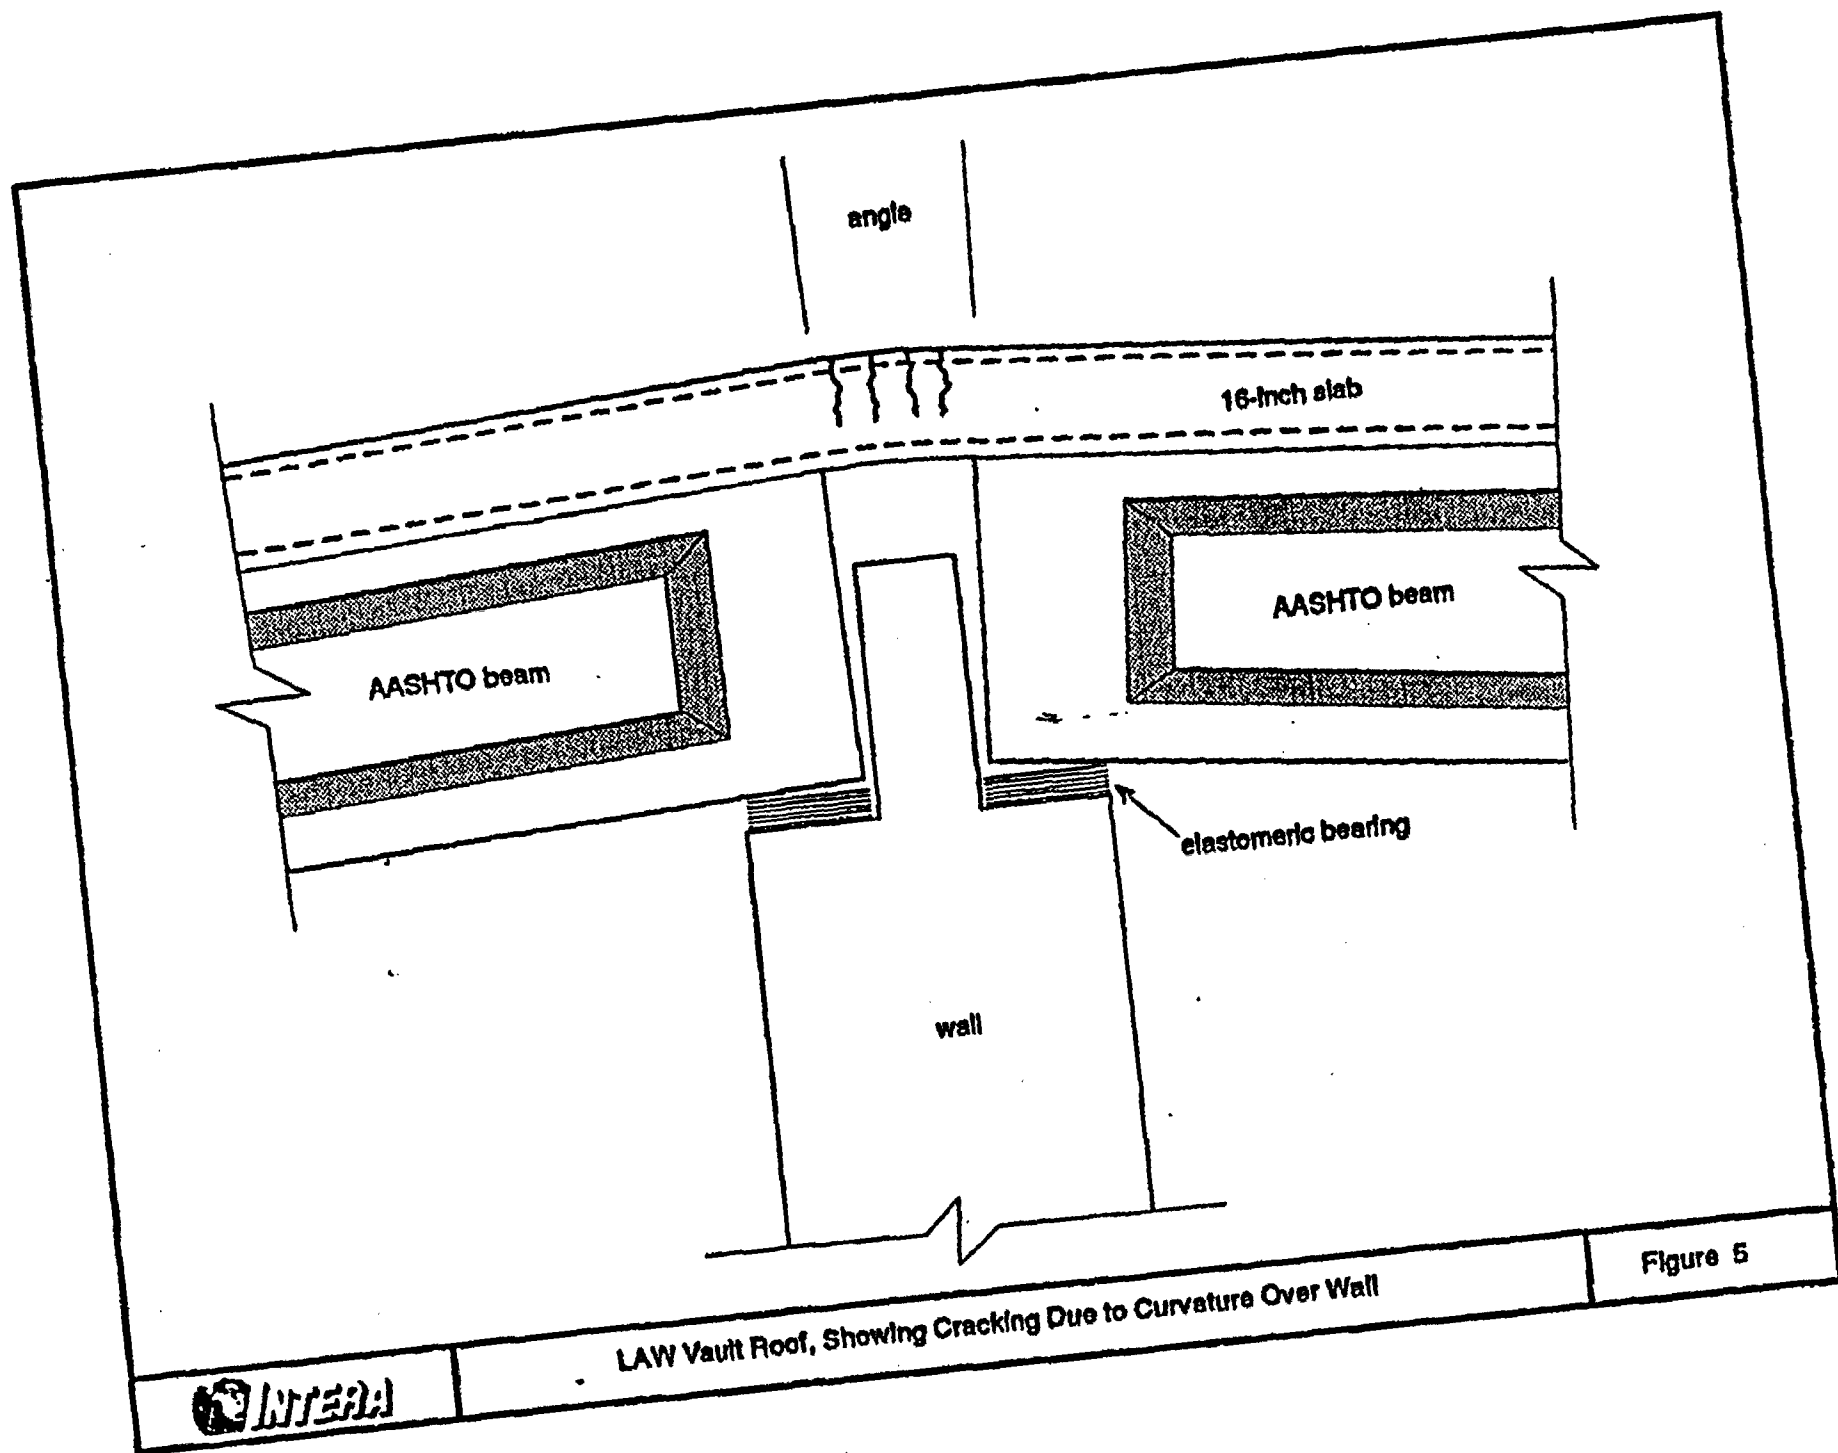 angle
16-inch slab
AASHTO beam
AASHTO beam
elastomeric bearing
wall
LAW Vault Roof, Showing Cracking Due to Curvature Over Wall
Figure 5
INTERA